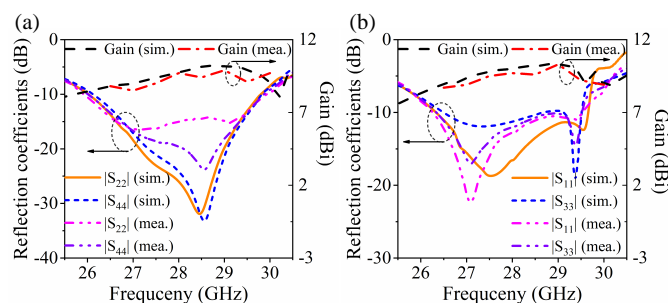 (a)
Gain (sim.) Gain (mea.)
Reflection coefficients (dB)
0
-10
-20
-30
-40
12
7
2
-3
Gain (dBi)
|S22| (sim.)
|S44| (sim.)
|S22| (mea.)
|S44| (mea.)
26 27 28 29 30
Frequceny (GHz)
(b)
Gain (sim.) Gain (mea.)
Reflection coefficients (dB)
0
-10
-20
-30
12
7
2
-3
Gain (dBi)
|S11| (sim.)
|S33| (sim.)
|S11| (mea.)
|S33| (mea.)
26 27 28 29 30
Frequceny (GHz)